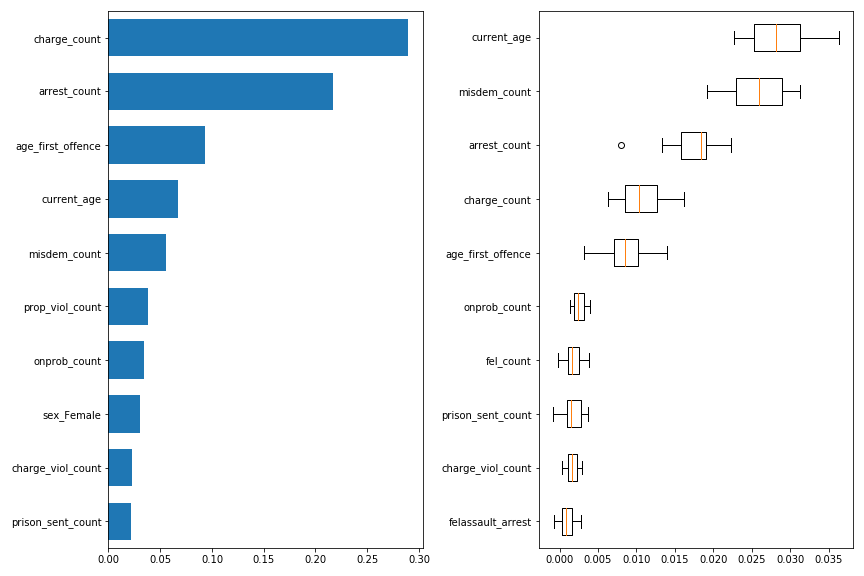 charge_count
arrest_count
age_first_offence
current_age
misdem_count
prop_viol_count
onprob_count
sex_Female
charge_viol_count
prison_sent_count
0.00 0.05 0.10 0.15 0.20 0.25 0.30
current_age
misdem_count
arrest_count
charge_count
age_first_offence
onprob_count
fel_count
prison_sent_count
charge_viol_count
felassault_arrest
0.000 0.005 0.010 0.015 0.020 0.025 0.030 0.035